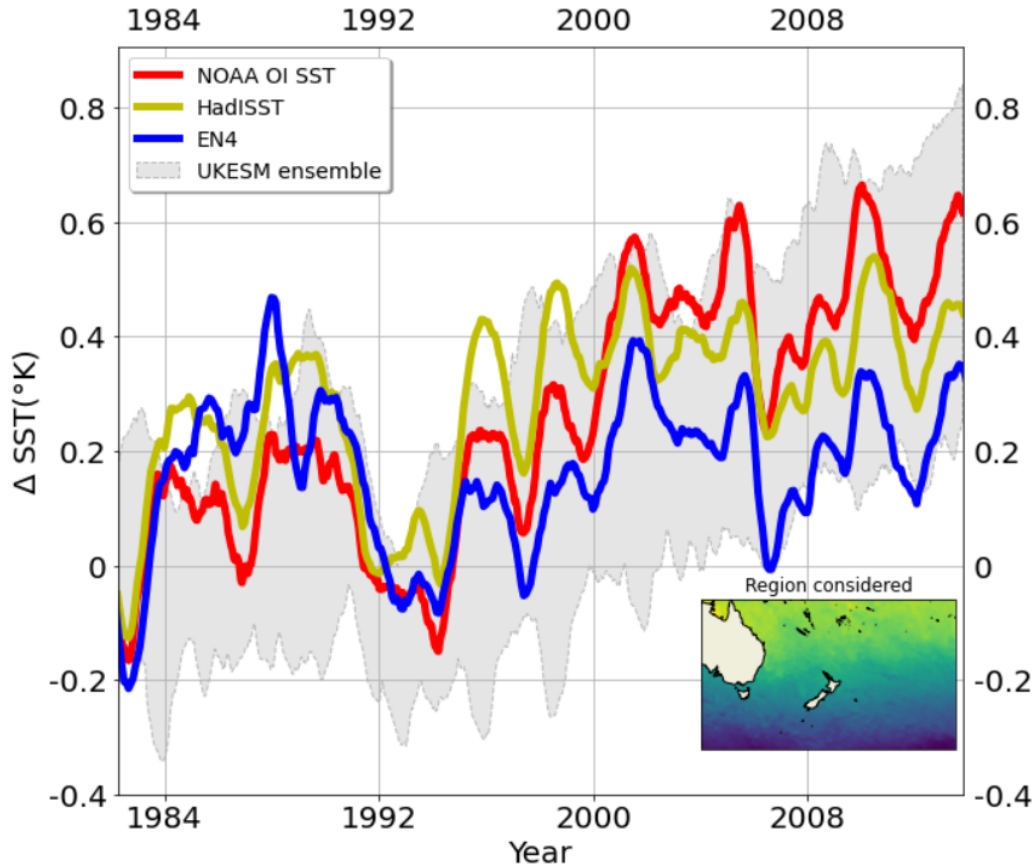 1984 1992 2000 2008
NOAA OI SST
HadISST
EN4
UKESM ensemble
0.8 0.8
0.6 0.6
0.4 0.4
0.2 0.2
0 0
-0.2 -0.2
-0.4 -0.4
Δ SST(°K)
Region considered
1984 1992 2000 2008
Year